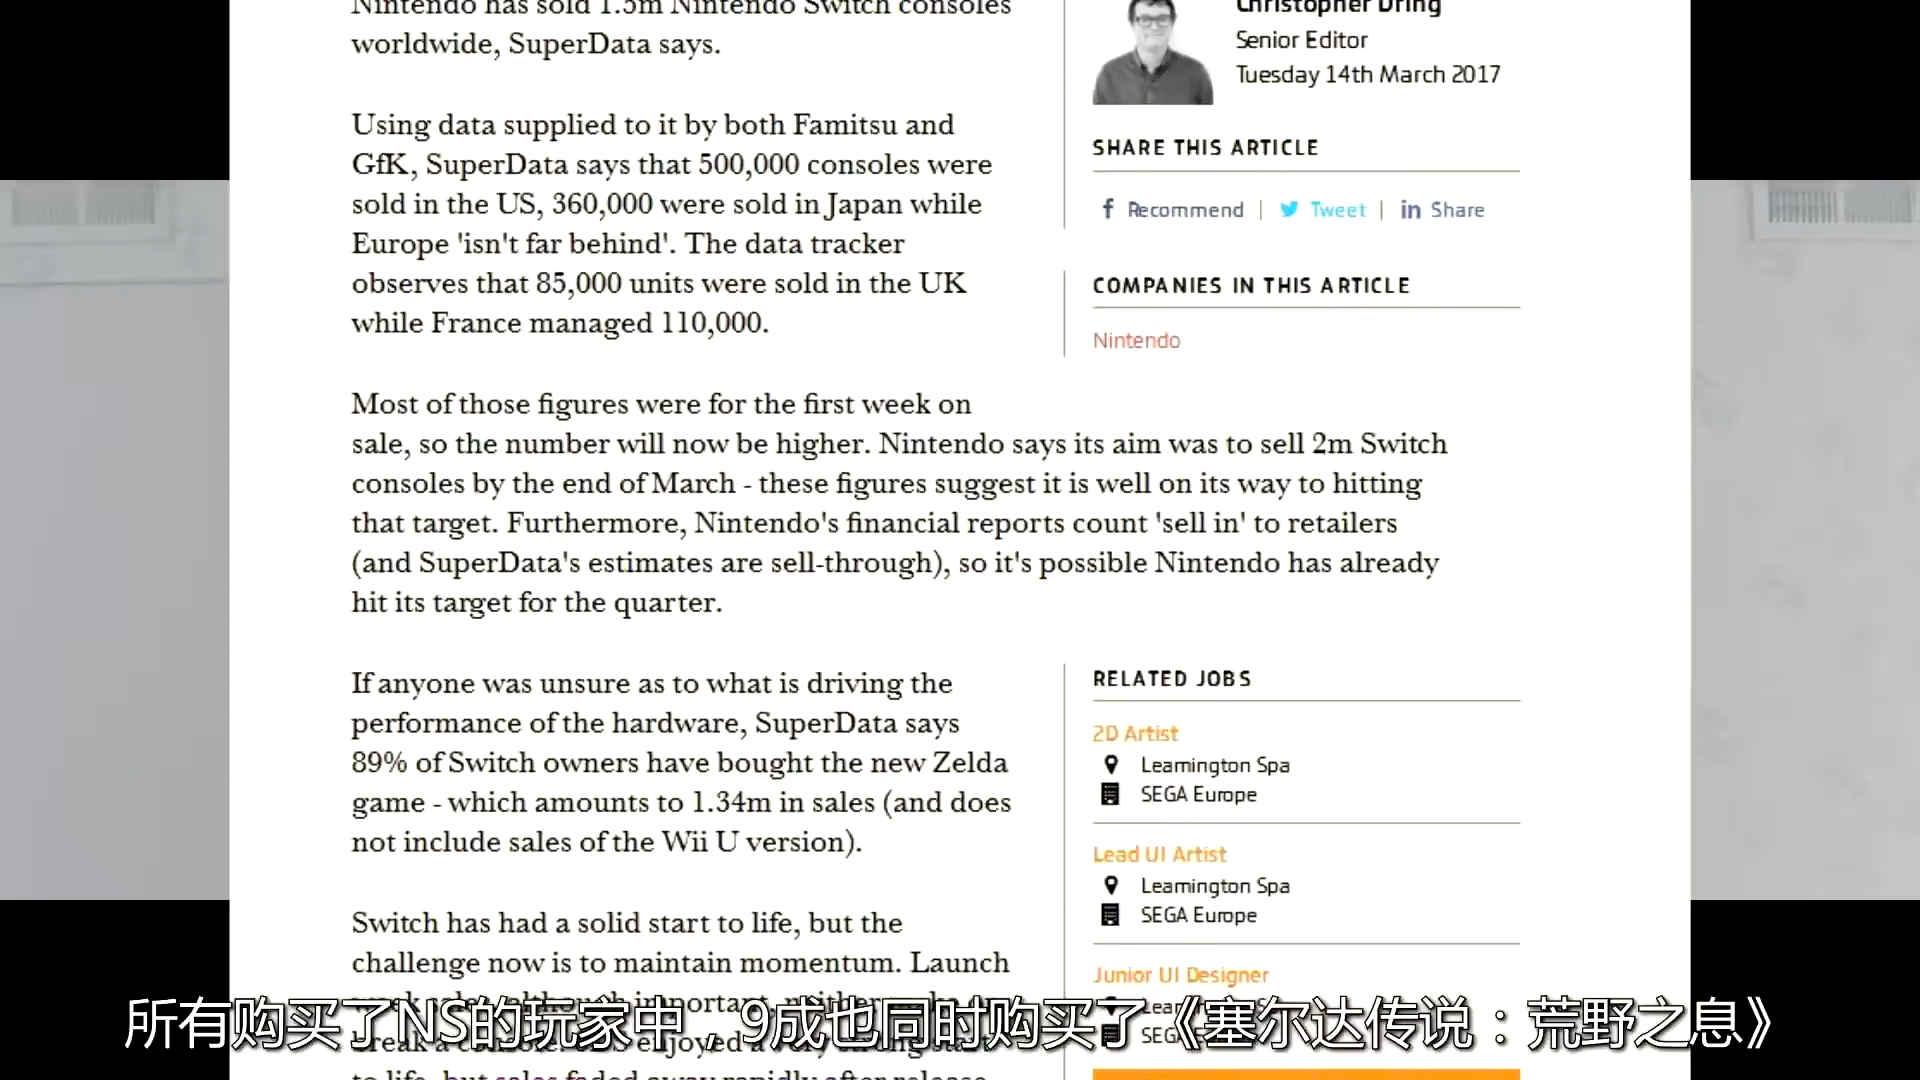 Nintendo has sold 1.5m Nintendo Switch consoles
worldwide, SuperData says.
Using data supplied to it by both Famitsu and
GfK, SuperData says that 500,000 consoles were
sold in the US, 360,000 were sold in Japan while
Europe 'isn't far behind'. The data tracker
observes that 85,000 units were sold in the UK
while France managed 110,000.
Most of those figures were for the first week on
sale, so the number will now be higher. Nintendo says its aim was to sell 2m Switch
consoles by the end of March - these figures suggest it is well on its way to hitting
that target. Furthermore, Nintendo's financial reports count 'sell in' to retailers
(and SuperData's estimates are sell-through), so it's possible Nintendo has already
hit its target for the quarter.
If anyone was unsure as to what is driving the
performance of the hardware, SuperData says
89% of Switch owners have bought the new Zelda
game - which amounts to 1.34m in sales (and does
not include sales of the Wii U version).
Switch has had a solid start to life, but the
challenge now is to maintain momentum. Launch
to life, but sales faded away rapidly after release
Christopher Dring
Senior Editor
Tuesday 14th March 2017
SHARE THIS ARTICLE
Recommend | Tweet | in Share
COMPANIES IN THIS ARTICLE
Nintendo
RELATED JOBS
2D Artist
Leamington Spa
SEGA Europe
Lead UI Artist
Leamington Spa
SEGA Europe
Junior UI Designer
所有购买了NS的玩家中，9成也同时购买了《塞尔达传说：荒野之息》